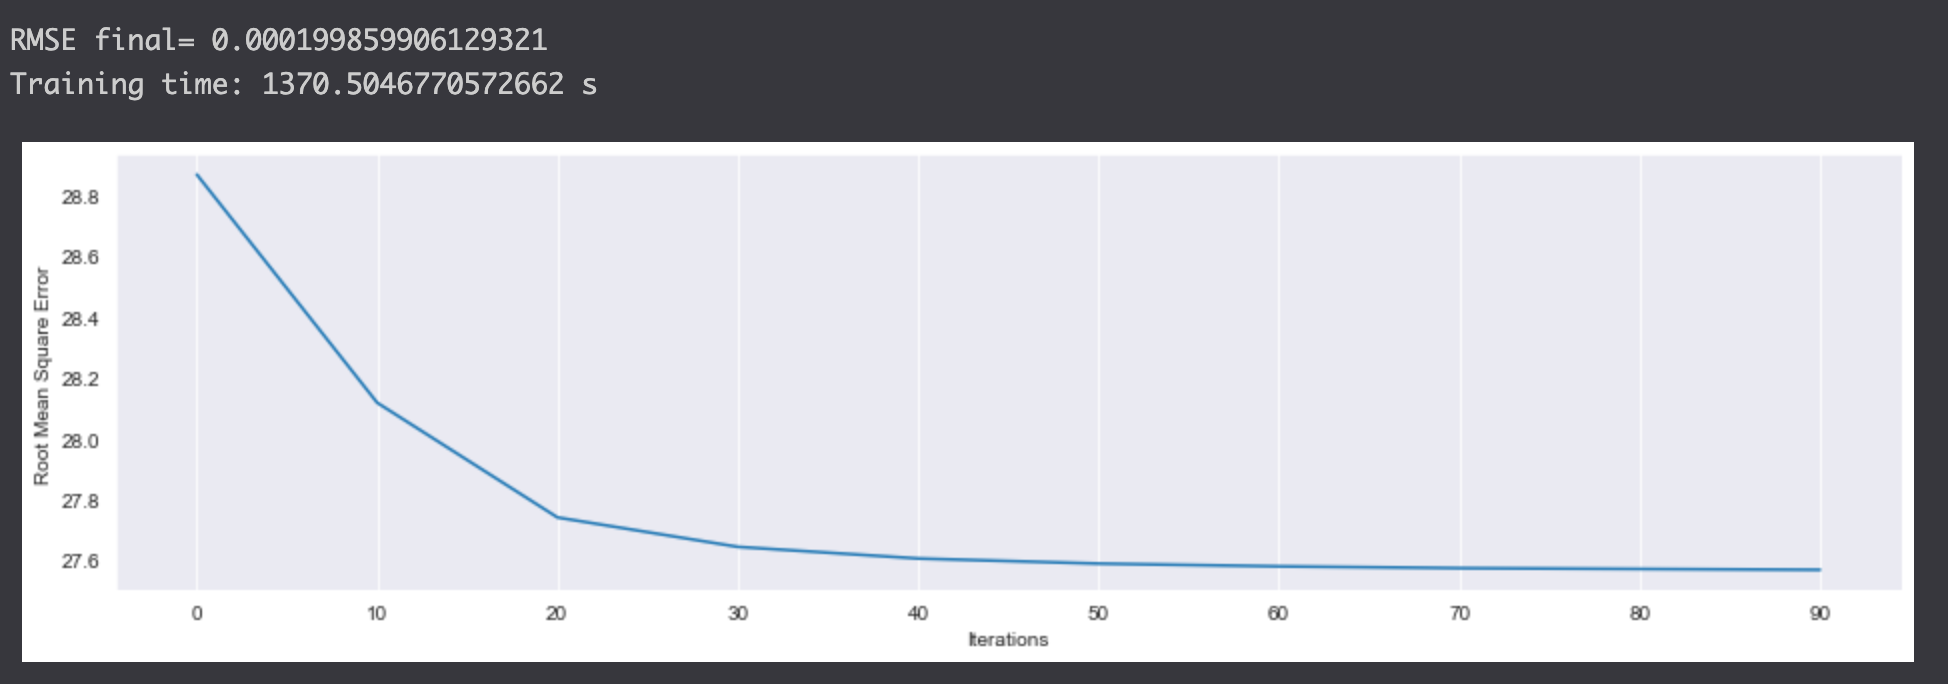 RMSE final= 0.000199859906129321
Training time: 1370.5046770572662 s
28.8
28.6
28.4
28.2
28.0
27.8
27.6
Root Mean Square Error
0 10 20 30 40 50 60 70 80 90
Iterations